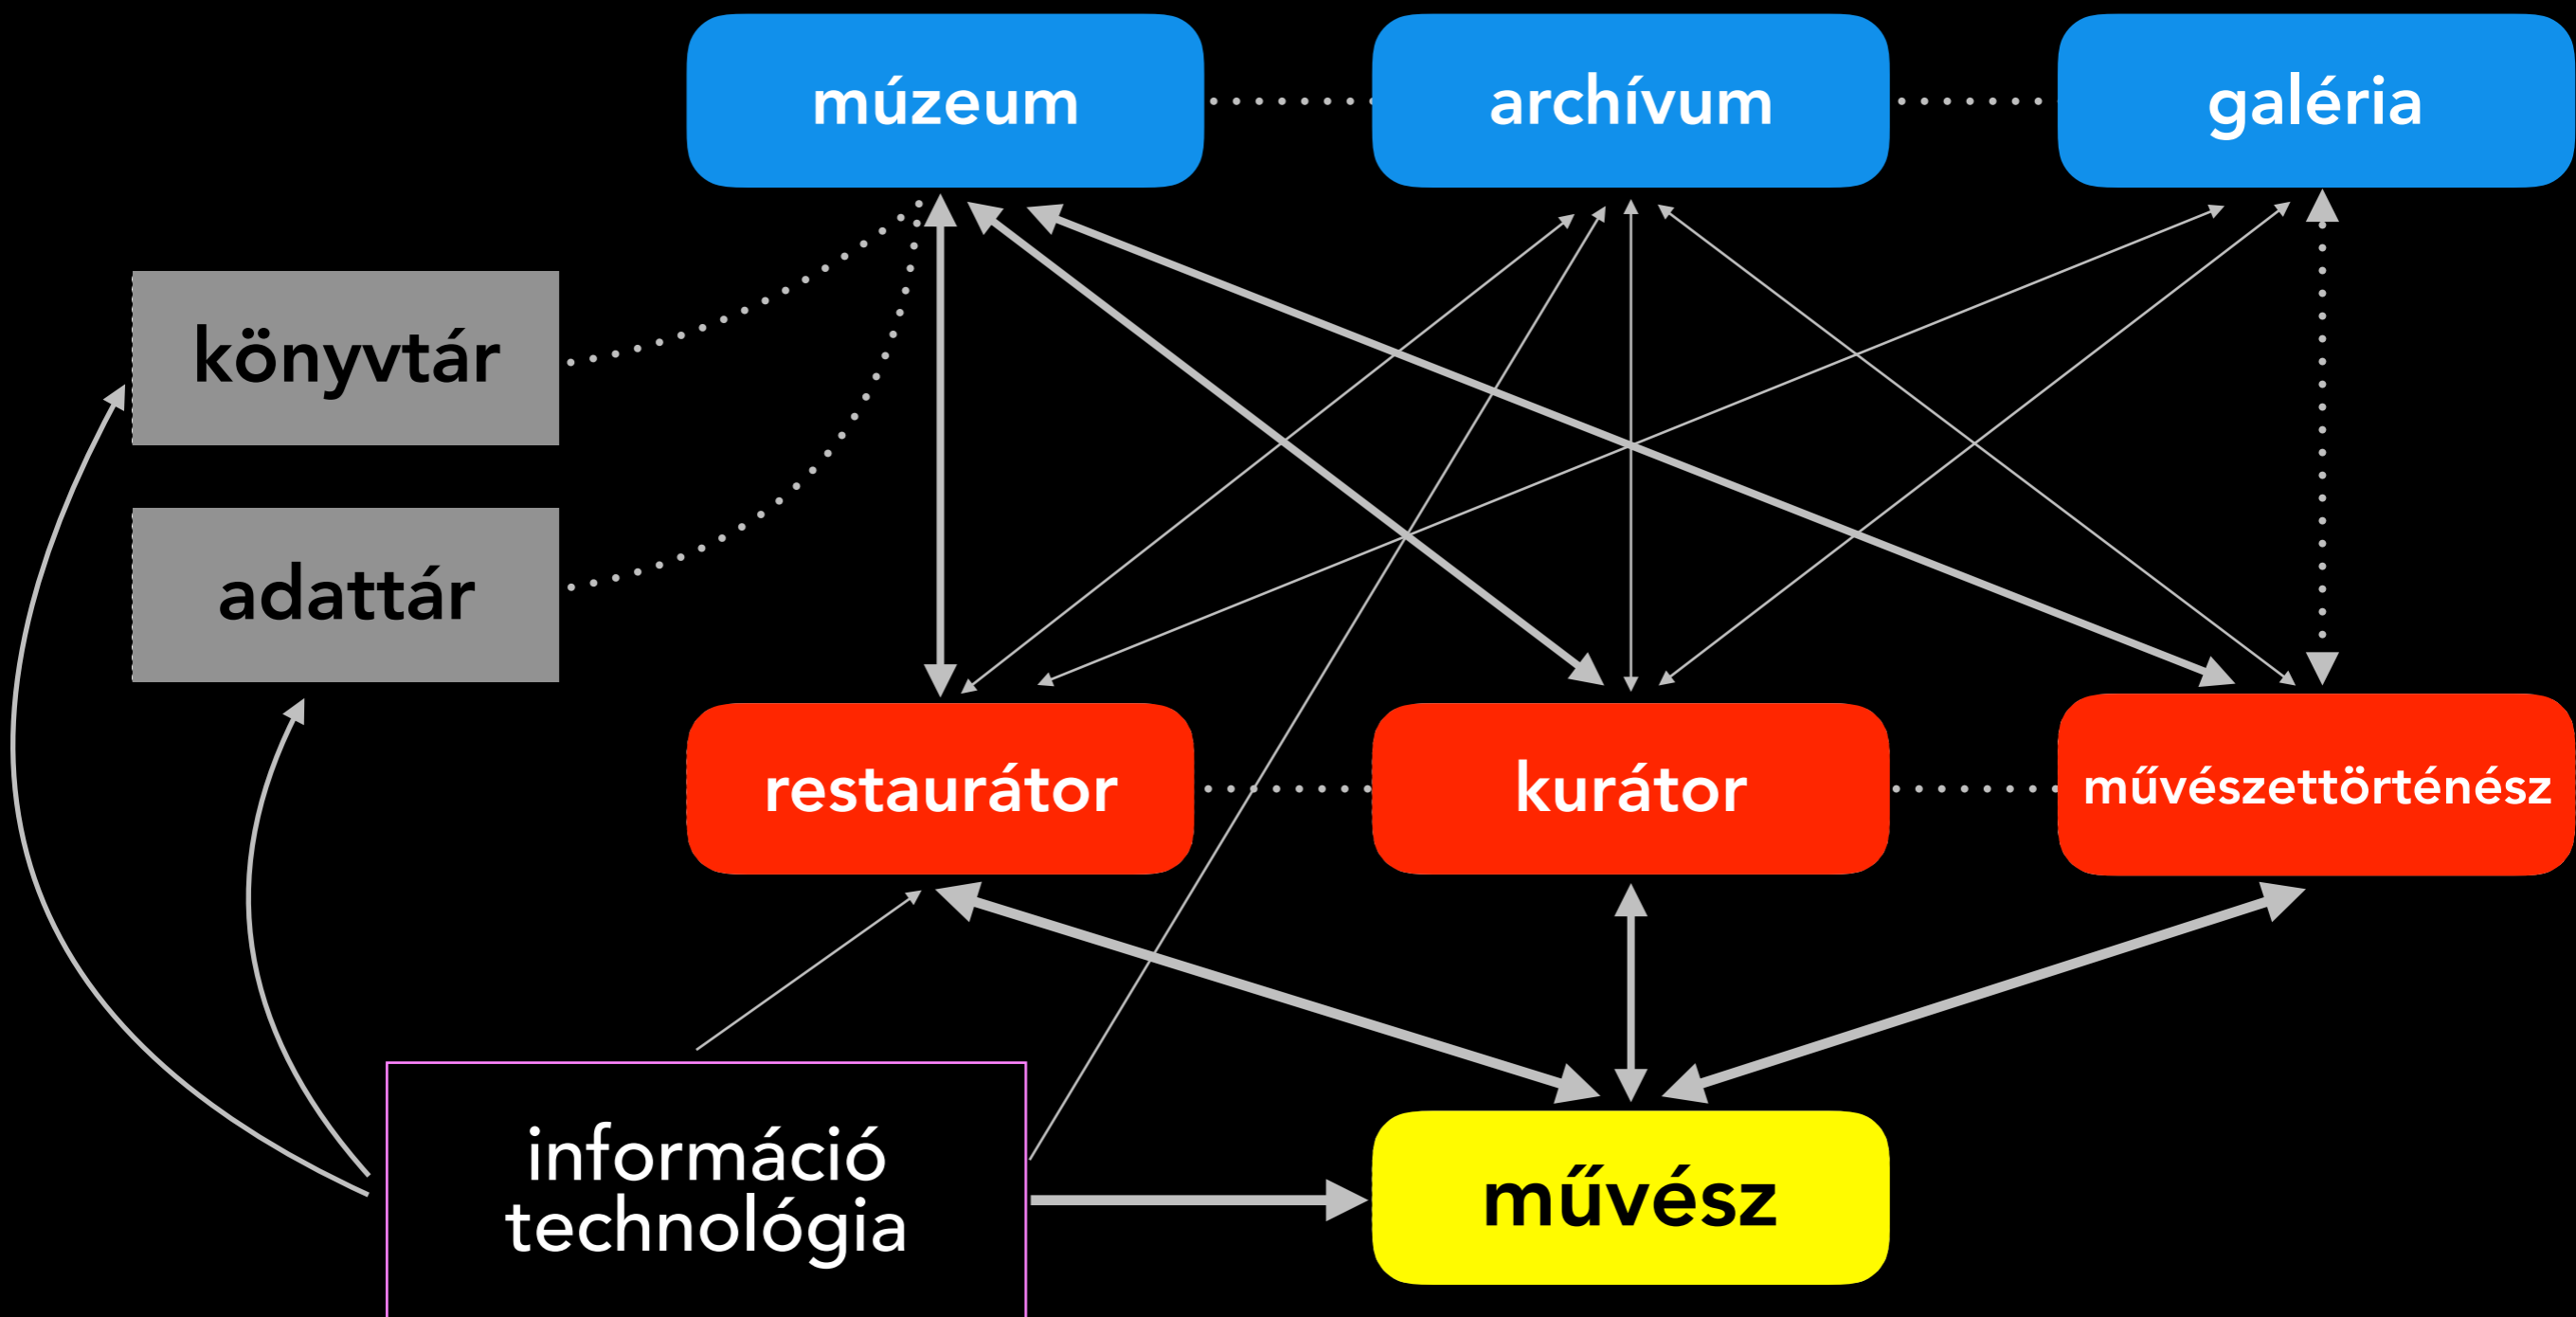 múzeum
archívum
galéria
könyvtár
adattár
restaurátor
kurátor
művészettörténész
információ
technológia
művész